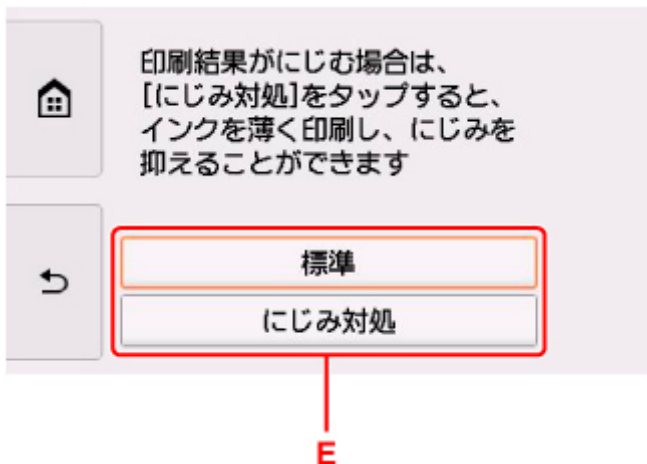 印刷結果がにじむ場合は、
[にじみ対処]をタップすると、
インクを薄く印刷し、にじみを
抑えることができます
標準
にじみ対処
E